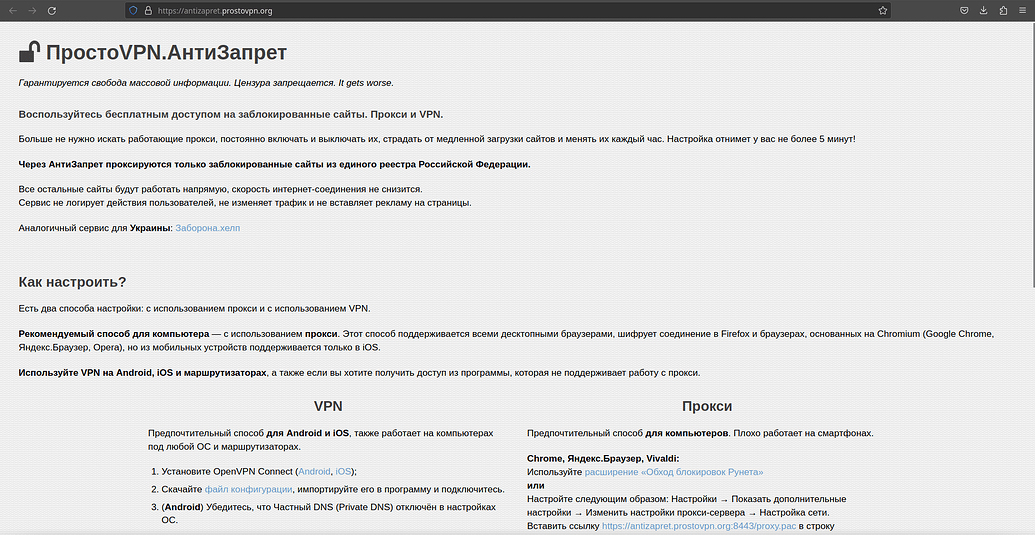 https://antizapret.prostovpn.org
ПростоVPN.АнтиЗапрет
Гарантируется свобода массовой информации. Цензура запрещается. It gets worse.
Воспользуйтесь бесплатным доступом на заблокированные сайты. Прокси и VPN.
Больше не нужно искать работающие прокси, постоянно включать и выключать их, страдать от медленной загрузки сайтов и менять их каждый час. Настройка отнимет у вас не более 5 минут!
Через АнтиЗапрет проксируются только заблокированные сайты из единого реестра Российской Федерации.
Все остальные сайты будут работать напрямую, скорость интернет-соединения не снизится.
Сервис не логирует действия пользователей, не изменяет трафик и не вставляет рекламу на страницы.
Аналогичный сервис для Украины: Заборона.хелп
Как настроить?
Есть два способа настройки: с использованием прокси и с использованием VPN.
Рекомендуемый способ для компьютера — с использованием прокси. Этот способ поддерживается всеми десктопными браузерами, шифрует соединение в Firefox и браузерах, основанных на Chromium (Google Chrome,
Яндекс.Браузер, Opera), но из мобильных устройств поддерживается только в iOS.
Используйте VPN на Android, iOS и маршрутизаторах, а также если вы хотите получить доступ из программы, которая не поддерживает работу с прокси.
VPN
Предпочтительный способ для Android и iOS, также работает на компьютерах
под любой ОС и маршрутизаторах.
1. Установите OpenVPN Connect (Android, iOS);
2. Скачайте файл конфигурации, импортируйте его в программу и подключитесь.
3. (Android) Убедитесь, что Частный DNS (Private DNS) отключён в настройках
ОС.
Прокси
Предпочтительный способ для компьютеров. Плохо работает на смартфонах.
Chrome, Яндекс.Браузер, Vivaldi:
Используйте расширение «Обход блокировок Рунета»
или
Настройте следующим образом: Настройки → Показать дополнительные
настройки → Изменить настройки прокси-сервера → Настройка сети.
Вставить ссылку https://antizapret.prostovpn.org:8443/proxy.pac в строку